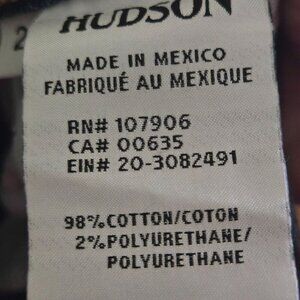 HUDSON
2
MADE IN MEXICO
FABRIQUÉ AU MEXIQUE
RN# 107906
CA# 00635
EIN# 20-3082491
98%COTTON/COTON
2%POLYURETHANE/
POLYURETHANE